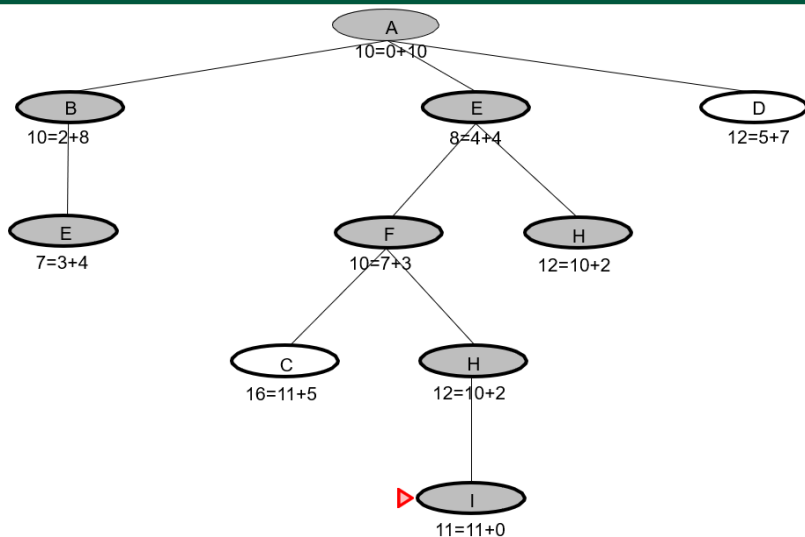 A
10=0+10
B
E
D
10=2+8
8=4+4
12=5+7
E
F
H
7=3+4
10=7+3
12=10+2
C
H
16=11+5
12=10+2
I
11=11+0